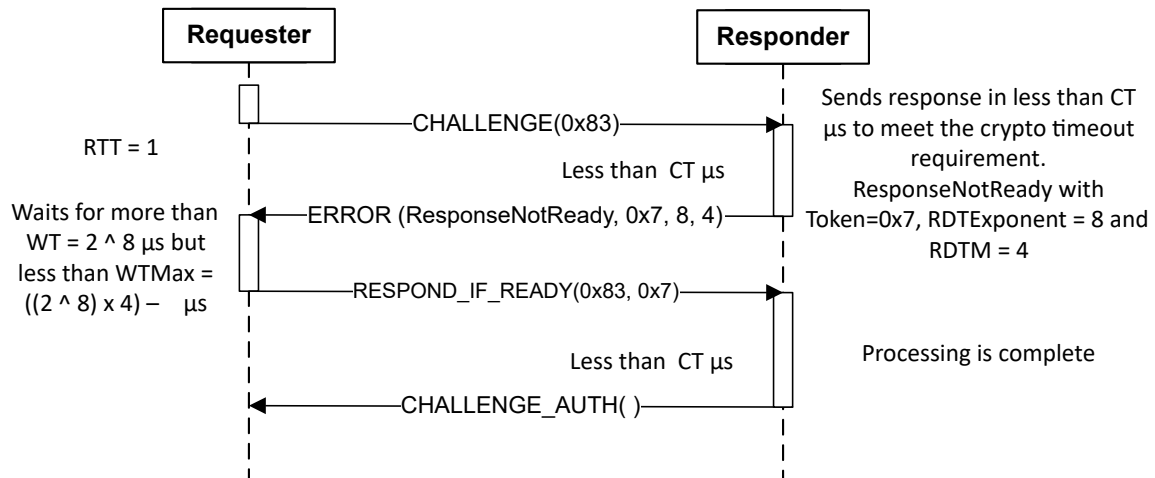 Requester
Responder
CHALLENGE(0x83)
Sends response in less than CT
µs to meet the crypto timeout
requirement.
ResponseNotReady with
Token=0x7, RDTExponent = 8 and
RDTM = 4
RTT = 1
Less than CT µs
Waits for more than
WT = 2 ^ 8 µs but
less than WTMax =
((2 ^ 8) x 4) – µs
ERROR (ResponseNotReady, 0x7, 8, 4)
RESPOND_IF_READY(0x83, 0x7)
Less than CT µs
Processing is complete
CHALLENGE_AUTH( )